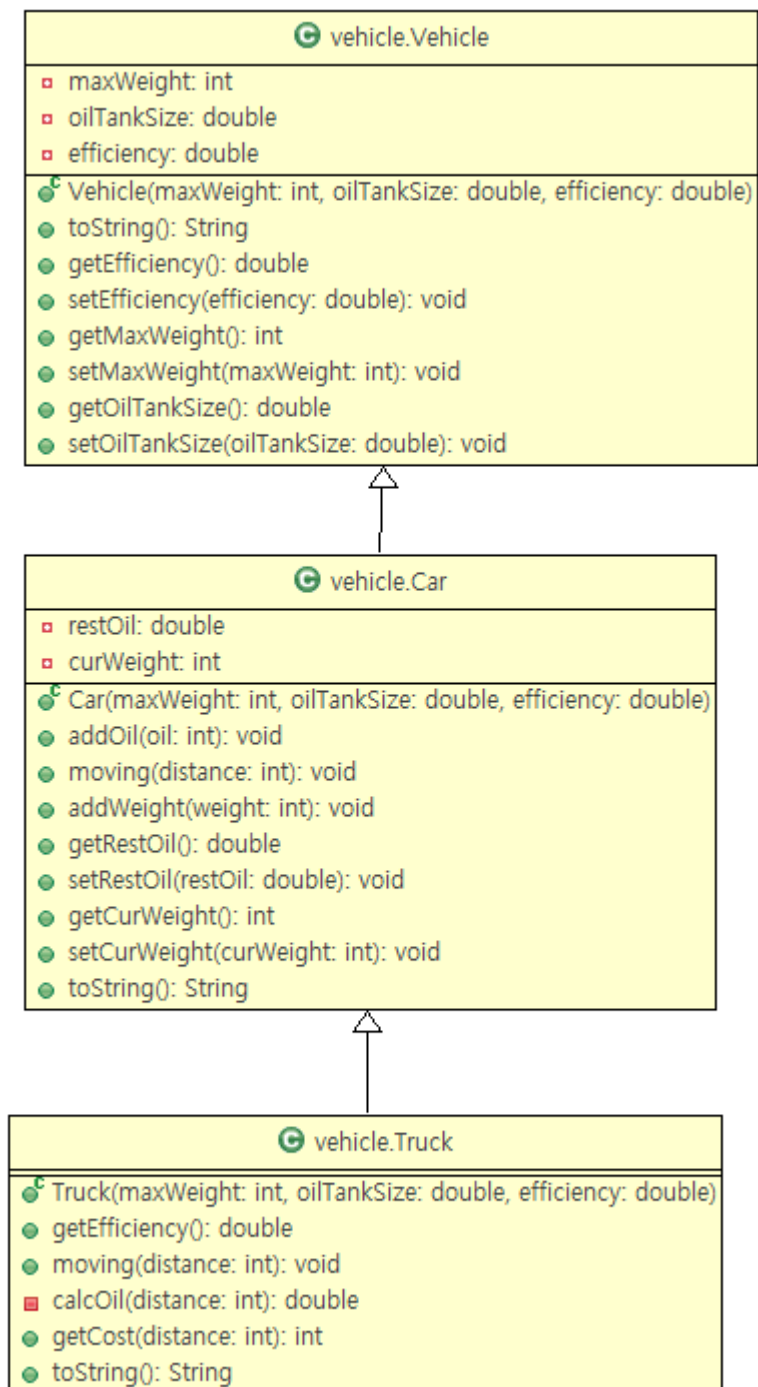 vehicle.Vehicle
maxWeight: int
oilTankSize: double
efficiency: double
Vehicle(maxWeight: int, oilTankSize: double, efficiency: double)
toString(): String
getEfficiency(): double
setEfficiency(efficiency: double): void
getMaxWeight(): int
setMaxWeight(maxWeight: int): void
getOilTankSize(): double
setOilTankSize(oilTankSize: double): void
vehicle.Car
restOil: double
curWeight: int
Car(maxWeight: int, oilTankSize: double, efficiency: double)
addOil(oil: int): void
moving(distance: int): void
addWeight(weight: int): void
getRestOil(): double
setRestOil(restOil: double): void
getCurWeight(): int
setCurWeight(curWeight: int): void
toString(): String
vehicle.Truck
Truck(maxWeight: int, oilTankSize: double, efficiency: double)
getEfficiency(): double
moving(distance: int): void
calcOil(distance: int): double
getCost(distance: int): int
toString(): String